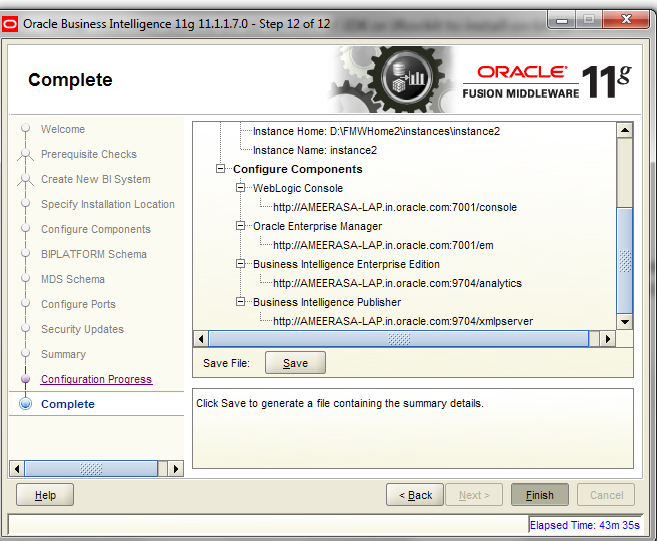 Oracle Business Intelligence 11g 11.1.1.7.0 - Step 12 of 12
Complete
ORACLE®
FUSION MIDDLEWARE 11g
Welcome
Prerequisite Checks
Create New BI System
Specify Installation Location
Configure Components
BIPLATFORM Schema
MDS Schema
Configure Ports
Security Updates
Summary
Configuration Progress
Complete
Instance Home: D:\FMWHome2\instances\instance2
Instance Name: instance2
Configure Components
WebLogic Console
http://AMEERASA-LAP.in.oracle.com:7001/console
Oracle Enterprise Manager
http://AMEERASA-LAP.in.oracle.com:7001/em
Business Intelligence Enterprise Edition
http://AMEERASA-LAP.in.oracle.com:9704/analytics
Business Intelligence Publisher
http://AMEERASA-LAP.in.oracle.com:9704/xmlpserver
Save File: Save
Click Save to generate a file containing the summary details.
Help < Back Next > Finish Cancel
Elapsed Time: 43m 35s